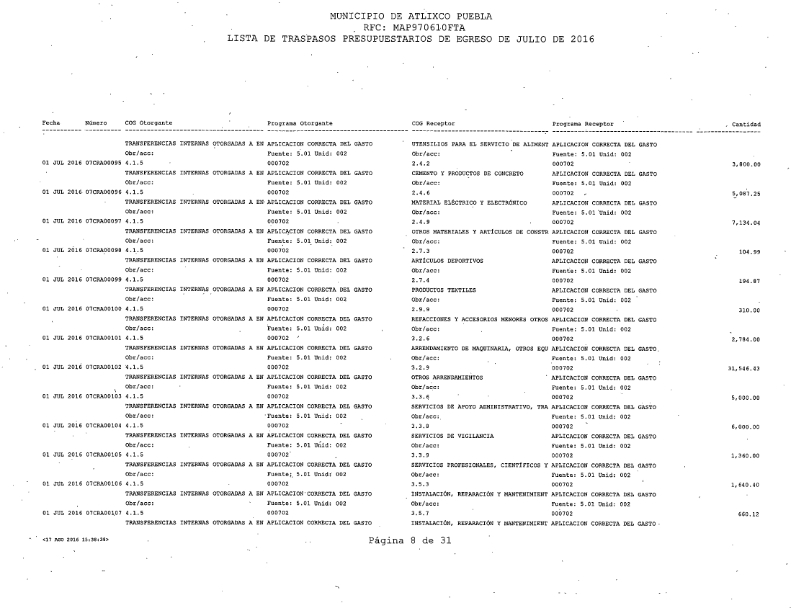 MUNICIPIO DE ATLIXCO PUEBLA
RFC: MAP970610FTA
LISTA DE TRASPASOS PRESUPUESTARIOS DE EGRESO DE JULIO DE 2016
Fecha Número COG Otorgante Programa Otorgante COG Receptor Programa Receptor Cantidad
TRANSFERENCIAS INTERNAS OTORGADAS A EN APLICACION CORRECTA DEL GASTO UTENSILIOS PARA EL SERVICIO DE ALIMENT APLICACION CORRECTA DEL GASTO
Obr/acc: Fuente: 5.01 Unid: 002 Obr/acc: Fuente: 5.01 Unid: 002
01 JUL 2016 07CRA00095 4.1.5 000702 2.4.2 000702 3,800.00
TRANSFERENCIAS INTERNAS OTORGADAS A EN APLICACION CORRECTA DEL GASTO CEMENTO Y PRODUCTOS DE CONCRETO APLICACION CORRECTA DEL GASTO
Obr/acc: Fuente: 5.01 Unid: 002 Obr/acc: Fuente: 5.01 Unid: 002
01 JUL 2016 07CRA00096 4.1.5 000702 2.4.6 000702 5,087.25
TRANSFERENCIAS INTERNAS OTORGADAS A EN APLICACION CORRECTA DEL GASTO MATERIAL ELÉCTRICO Y ELECTRÓNICO APLICACION CORRECTA DEL GASTO
Obr/acc: Fuente: 5.01 Unid: 002 Obr/acc: Fuente: 5.01 Unid: 002
01 JUL 2016 07CRA00097 4.1.5 000702 2.4.9 000702 7,134.04
TRANSFERENCIAS INTERNAS OTORGADAS A EN APLICACION CORRECTA DEL GASTO OTROS MATERIALES Y ARTÍCULOS DE CONSTR APLICACION CORRECTA DEL GASTO
Obr/acc: Fuente: 5.01 Unid: 002 Obr/acc: Fuente: 5.01 Unid: 002
01 JUL 2016 07CRA00098 4.1.5 000702 2.7.3 000702 104.99
TRANSFERENCIAS INTERNAS OTORGADAS A EN APLICACION CORRECTA DEL GASTO ARTÍCULOS DEPORTIVOS APLICACION CORRECTA DEL GASTO
Obr/acc: Fuente: 5.01 Unid: 002 Obr/acc: Fuente: 5.01 Unid: 002
01 JUL 2016 07CRA00099 4.1.5 000702 2.7.4 000702 194.87
TRANSFERENCIAS INTERNAS OTORGADAS A EN APLICACION CORRECTA DEL GASTO PRODUCTOS TEXTILES APLICACION CORRECTA DEL GASTO
Obr/acc: Fuente: 5.01 Unid: 002 Obr/acc: Fuente: 5.01 Unid: 002
01 JUL 2016 07CRA00100 4.1.5 000702 2.9.9 000702 310.00
TRANSFERENCIAS INTERNAS OTORGADAS A EN APLICACION CORRECTA DEL GASTO REFACCIONES Y ACCESORIOS MENORES OTROS APLICACION CORRECTA DEL GASTO
Obr/acc: Fuente: 5.01 Unid: 002 Obr/acc: Fuente: 5.01 Unid: 002
01 JUL 2016 07CRA00101 4.1.5 000702 3.2.6 000702 2,784.00
TRANSFERENCIAS INTERNAS OTORGADAS A EN APLICACION CORRECTA DEL GASTO ARRENDAMIENTO DE MAQUINARIA, OTROS EQU APLICACION CORRECTA DEL GASTO
Obr/acc: Fuente: 5.01 Unid: 002 Obr/acc: Fuente: 5.01 Unid: 002
01 JUL 2016 07CRA00102 4.1.5 000702 3.2.9 000702 31,546.43
TRANSFERENCIAS INTERNAS OTORGADAS A EN APLICACION CORRECTA DEL GASTO OTROS ARRENDAMIENTOS APLICACION CORRECTA DEL GASTO
Obr/acc: Fuente: 5.01 Unid: 002 Obr/acc: Fuente: 5.01 Unid: 002
01 JUL 2016 07CRA00103 4.1.5 000702 3.3.6 000702 5,000.00
TRANSFERENCIAS INTERNAS OTORGADAS A EN APLICACION CORRECTA DEL GASTO SERVICIOS DE APOYO ADMINISTRATIVO, TRA APLICACION CORRECTA DEL GASTO
Obr/acc: Fuente: 5.01 Unid: 002 Obr/acc: Fuente: 5.01 Unid: 002
01 JUL 2016 07CRA00104 4.1.5 000702 3.3.8 000702 6,000.00
TRANSFERENCIAS INTERNAS OTORGADAS A EN APLICACION CORRECTA DEL GASTO SERVICIOS DE VIGILANCIA APLICACION CORRECTA DEL GASTO
Obr/acc: Fuente: 5.01 Unid: 002 Obr/acc: Fuente: 5.01 Unid: 002
01 JUL 2016 07CRA00105 4.1.5 000702 3.3.9 000702 1,360.00
TRANSFERENCIAS INTERNAS OTORGADAS A EN APLICACION CORRECTA DEL GASTO SERVICIOS PROFESIONALES, CIENTÍFICOS Y APLICACION CORRECTA DEL GASTO
Obr/acc: Fuente: 5.01 Unid: 002 Obr/acc: Fuente: 5.01 Unid: 002
01 JUL 2016 07CRA00106 4.1.5 000702 3.5.3 000702 1,640.40
TRANSFERENCIAS INTERNAS OTORGADAS A EN APLICACION CORRECTA DEL GASTO INSTALACIÓN, REPARACIÓN Y MANTENIMIENT APLICACION CORRECTA DEL GASTO
Obr/acc: Fuente: 5.01 Unid: 002 Obr/acc: Fuente: 5.01 Unid: 002
01 JUL 2016 07CRA00107 4.1.5 000702 3.5.7 000702 660.12
TRANSFERENCIAS INTERNAS OTORGADAS A EN APLICACION CORRECTA DEL GASTO INSTALACIÓN, REPARACIÓN Y MANTENIMIENT APLICACION CORRECTA DEL GASTO
<17 AGO 2016 15:38:26> Página 8 de 31